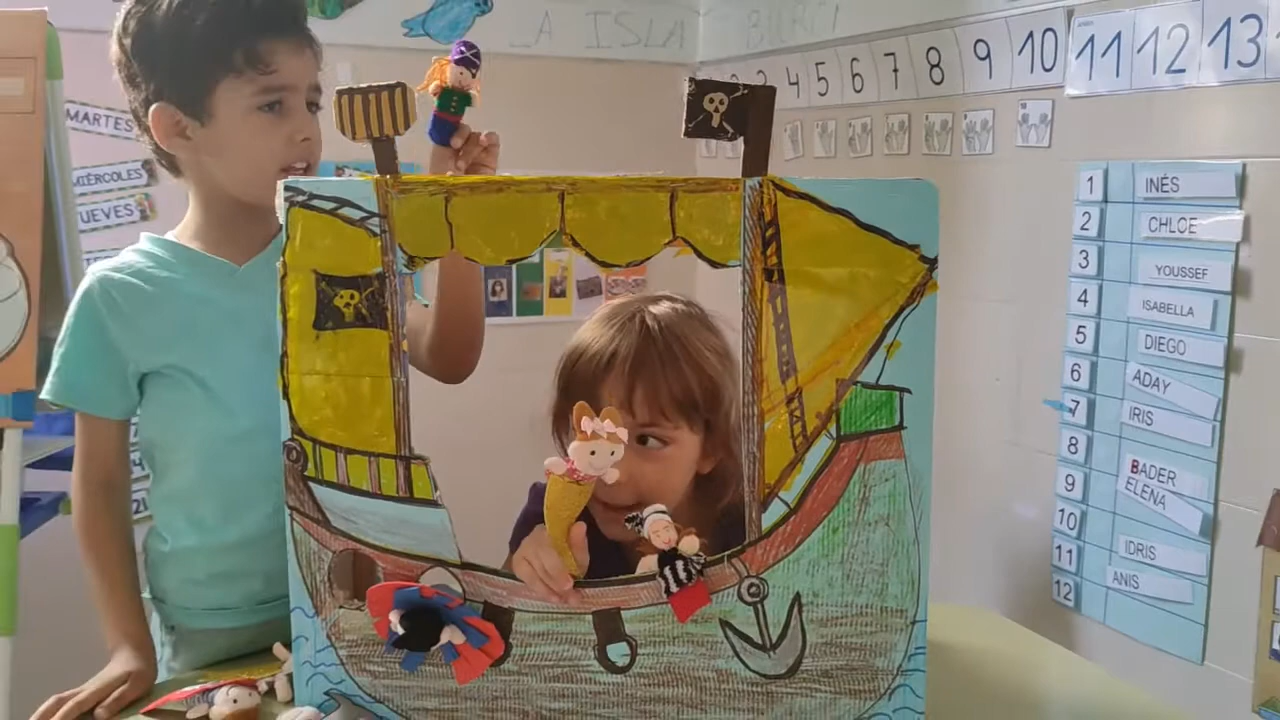 LA ISLA
3 4 5 6 7 8 9 10 11 12 13
MARTES
MIÉRCOLES
JUEVES
1 INÉS
2 CHLOE
3 YOUSSEF
4 ISABELLA
5 DIEGO
6 ADAY
7 IRIS
8 BADER
9 ELENA
10
11 IDRIS
12 ANIS